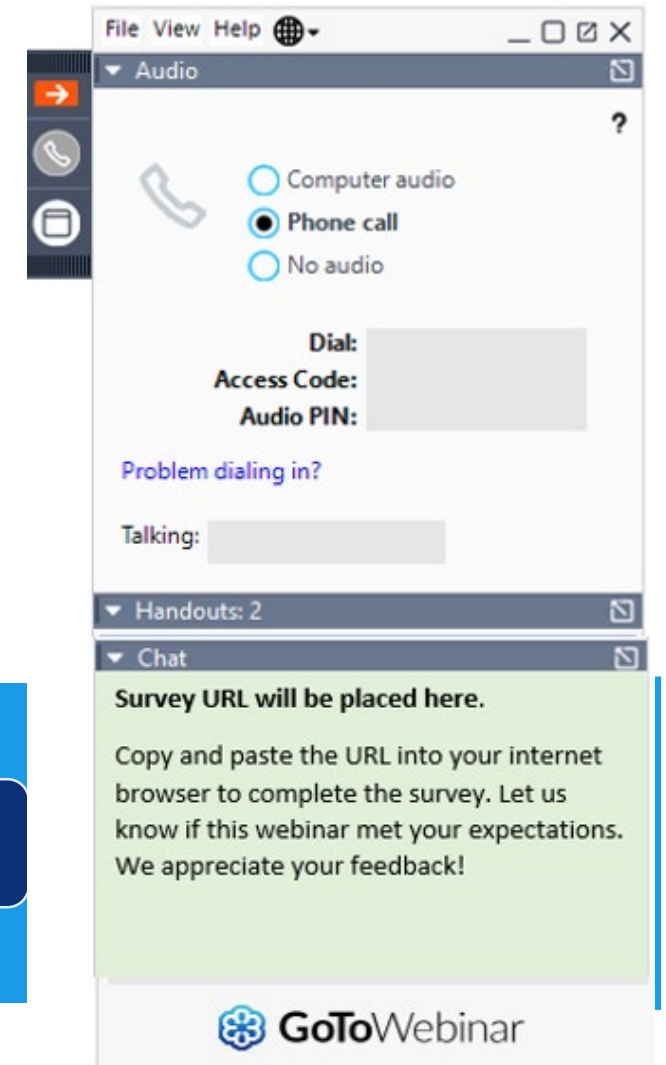 File View Help
Audio
?
Computer audio
Phone call
No audio
Dial:
Access Code:
Audio PIN:
Problem dialing in?
Talking:
Handouts: 2
Chat
Survey URL will be placed here.
Copy and paste the URL into your internet
browser to complete the survey. Let us
know if this webinar met your expectations.
We appreciate your feedback!
GoToWebinar